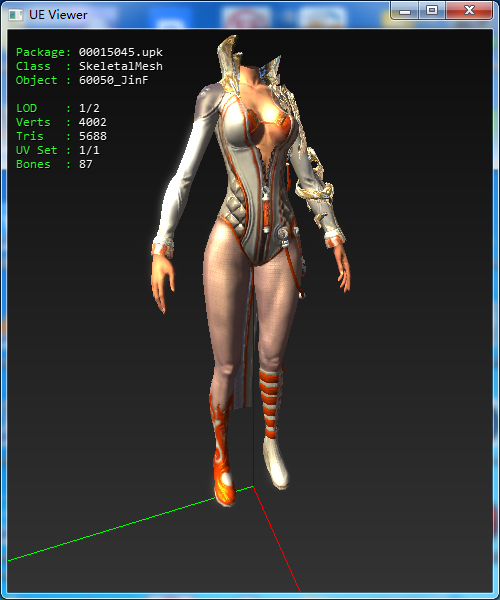 UE Viewer
Package: 00015045.upk
Class : SkeletalMesh
Object : 60050_JinF
LOD : 1/2
Verts : 4002
Tris : 5688
UV Set : 1/1
Bones : 87